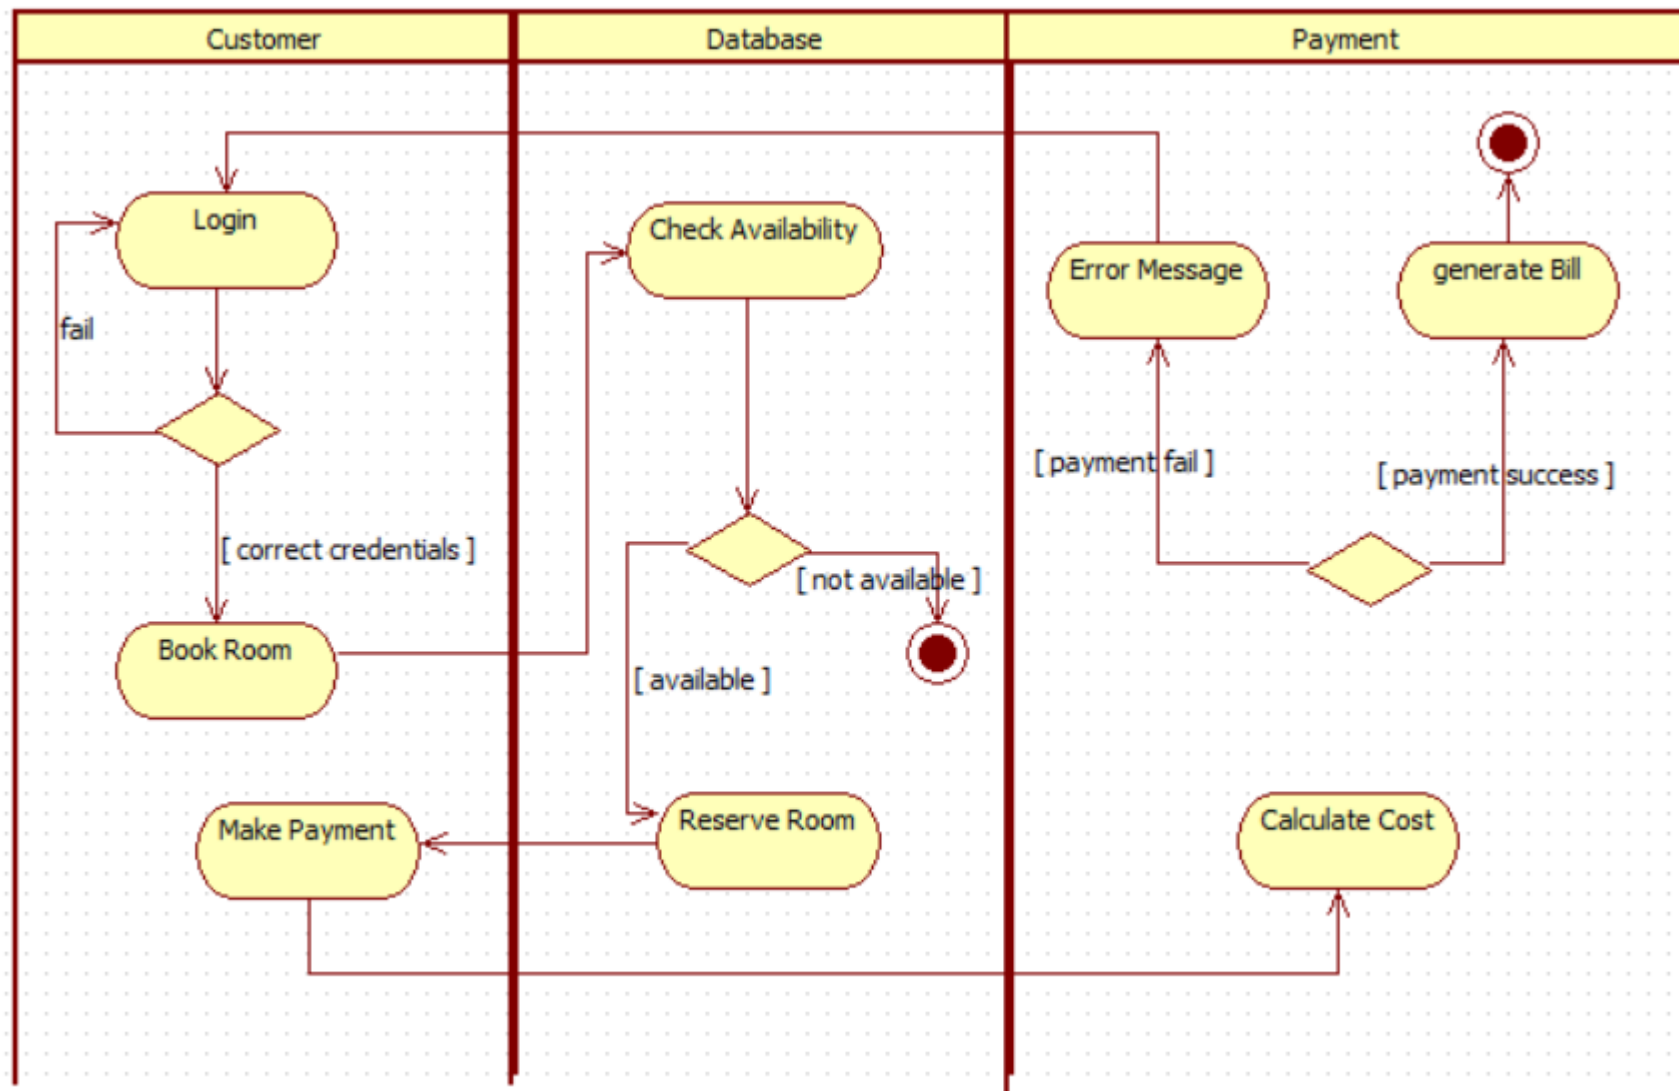 Customer
Database
Payment
Login
Check Availability
Error Message
generate Bill
fail
[ payment fail ]
[ payment success ]
[ correct credentials ]
[ not available ]
Book Room
[ available ]
Make Payment
Reserve Room
Calculate Cost